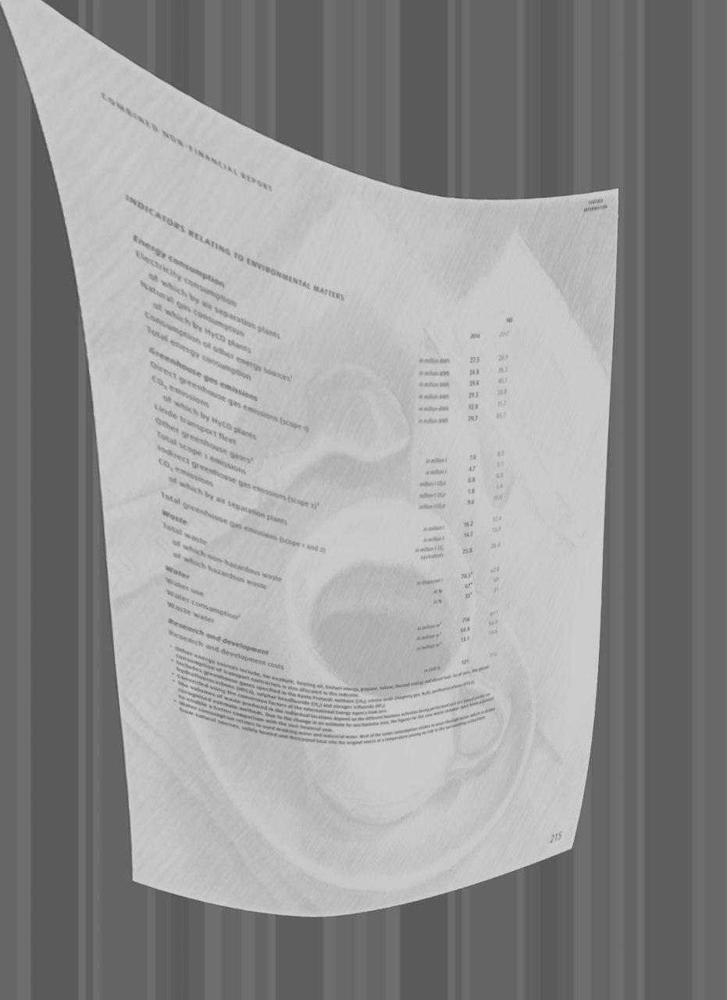 COMBINED NON-FINANCIAL REPORT
FURTHER
INFORMATION
INDICATORS RELATING TO ENVIRONMENTAL MATTERS
143
2016 2017
Energy consumption
Electricity consumption in million MWh 27.5 28.9
of which by air separation plants in million MWh 24.8 26.3
Natural gas consumption in million MWh 39.4 45.1
of which by HyCO plants in million MWh 29.3 35.8
Consumption of other energy sources¹ in million MWh 12.8 11.7
Total energy consumption in million MWh 79.7 85.7
Greenhouse gas emissions
Direct greenhouse gas emissions (scope 1)
CO₂ emissions in million t 7.0 8.3
of which by HyCO plants in million t 4.7 5.7
Linde transport fleet million t CO₂e 0.8 0.8
Other greenhouse gases² million t CO₂e 1.8 1.9
Total scope 1 emissions million t CO₂e 9.6 11.0
Indirect greenhouse gas emissions (scope 2)³
CO₂ emissions in million t 16.2 17.4
of which by air separation plants in million t 14.7 15.9
Total greenhouse gas emissions (scope 1 and 2) in million t CO₂ equivalents 25.8 28.4
Waste
Total waste in thousand t 70.3⁴
of which non-hazardous waste in % 67⁴ 69
of which hazardous waste in % 33⁴ 31
Water
Water use in million m³ 716
Water consumption⁵ in million m³ 54.8 56.4
Waste water in million m³ 13.1 15.6
Research and development
Research and development costs in EUR m 121 112
Other energy sources include, for example, heating oil, biofuel energy, propane, butane, thermal energy and diesel fuel. As of 2016, the diesel
consumption of transport contractors is also allocated to this indicator.
Includes greenhouse gases specified in the Kyoto Protocol: methane (CH₄), nitrous oxide (laughing gas, N₂O), perfluorocarbons (PFCs),
hydrofluorocarbons (HFCs), sulphur hexafluoride (SF₆) and nitrogen trifluoride (NF₃).
Converted using the conversion factors of the International Energy Agency from
The volumes of waste produced in the individual locations depend on the different business activities being performed and are based partly on
recognised estimate methods. Due to the change in an estimate for one business area, the figures for the 2016 waste volumes have been adjusted
to enable a better comparison with the 2017 financial year.
Water consumption relates to used drinking water and industrial water. Most of the water consumption relates to once-through water which is drawn
from natural sources, solely heated and then piped back into the original source at a temperature posing no risk to the surrounding ecosystem.
215